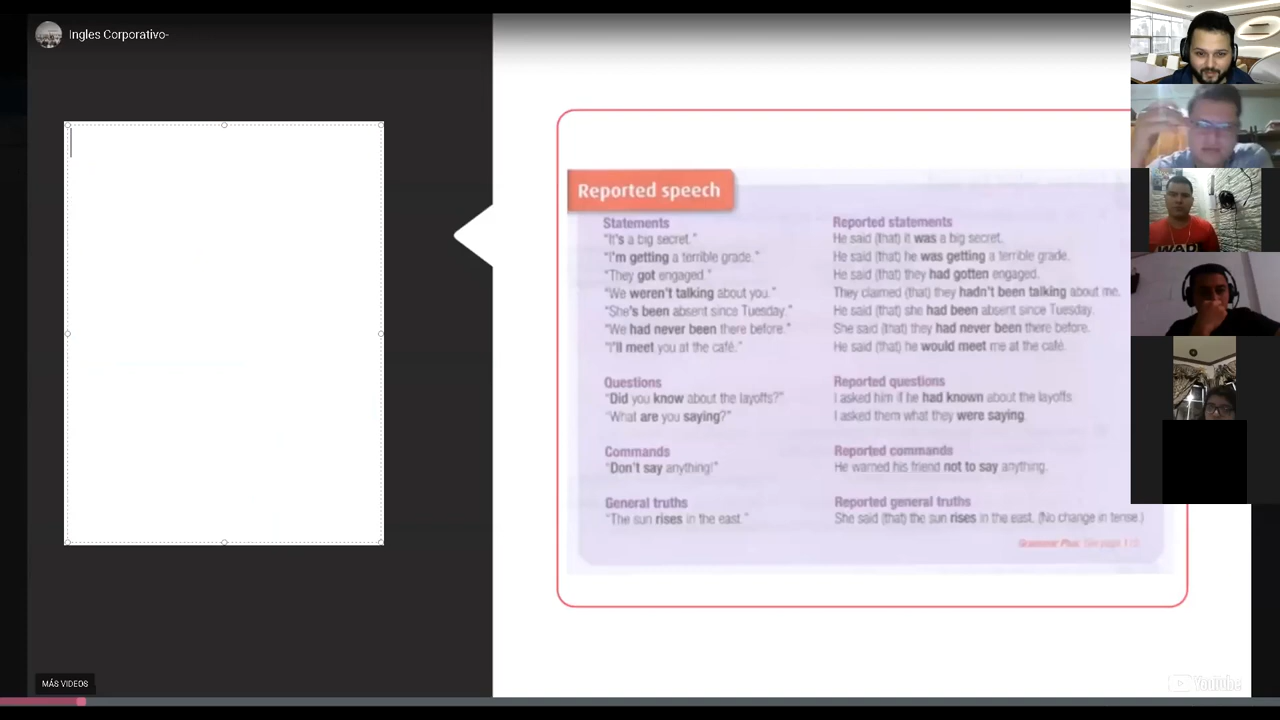 Ingles Corporativo-
Reported speech
Statements
"It's a big secret."
"I'm getting a terrible grade."
"They got engaged."
"We weren't talking about you."
"She's been absent since Tuesday."
"We had never been there before."
"I'll meet you at the café."
Reported statements
He said (that) it was a big secret.
He said (that) he was getting a terrible grade.
He said (that) they had gotten engaged.
They claimed (that) they hadn't been talking about me.
He said (that) she had been absent since Tuesday.
She said (that) they had never been there before.
He said (that) he would meet me at the café.
Questions
"Did you know about the layoffs?"
"What are you saying?"
Reported questions
I asked him if he had known about the layoffs
I asked them what they were saying.
Commands
"Don't say anything!"
Reported commands
He warned his friend not to say anything.
General truths
"The sun rises in the east."
Reported general truths
She said (that) the sun rises in the east. (No change in tense.)
Grammar Plus: See page
WAD
MÁS VIDEOS
YouTube